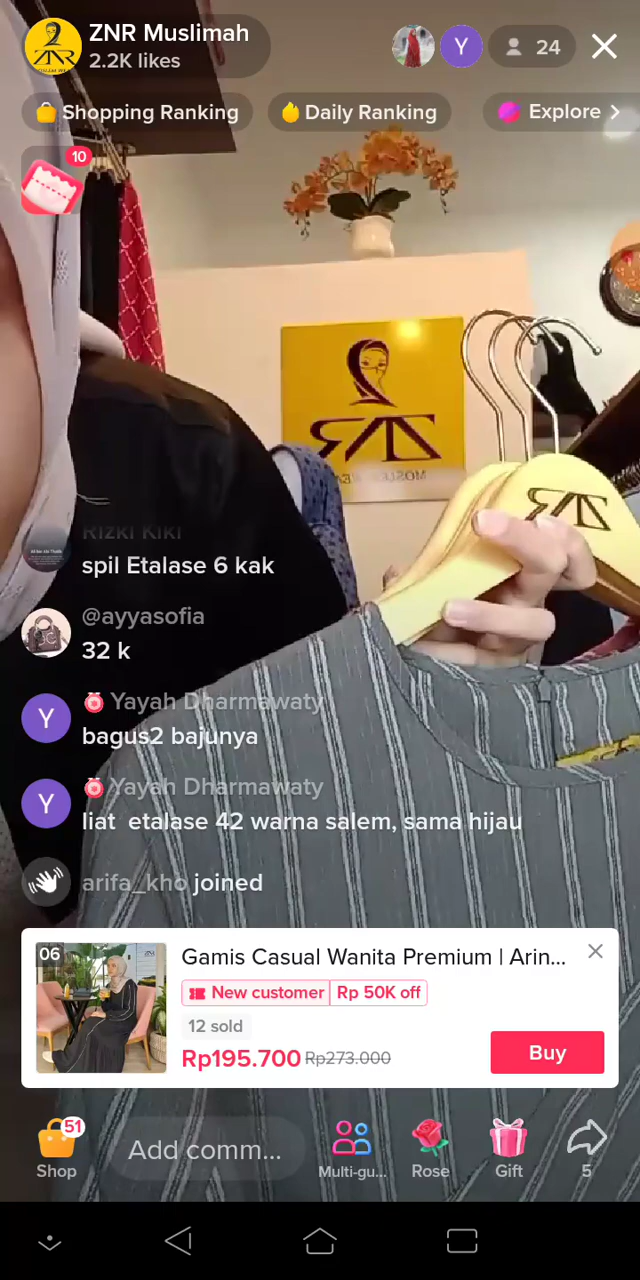 ZNR Muslimah
2.2K likes
Y
24
Shopping Ranking
Daily Ranking
Explore
10
ZNR
ZNR
Rizki Kiki
spil Etalase 6 kak
@ayyasofia
32 k
Y
Yayah Dharmawaty
bagus2 bajunya
Y
Yayah Dharmawaty
liat etalase 42 warna salem, sama hijau
arifa_kho joined
06
Gamis Casual Wanita Premium | Arin...
New customer Rp 50K off
12 sold
Rp195.700 Rp273.000
Buy
51
Shop
Add comm...
Multi-gu...
Rose
Gift
5